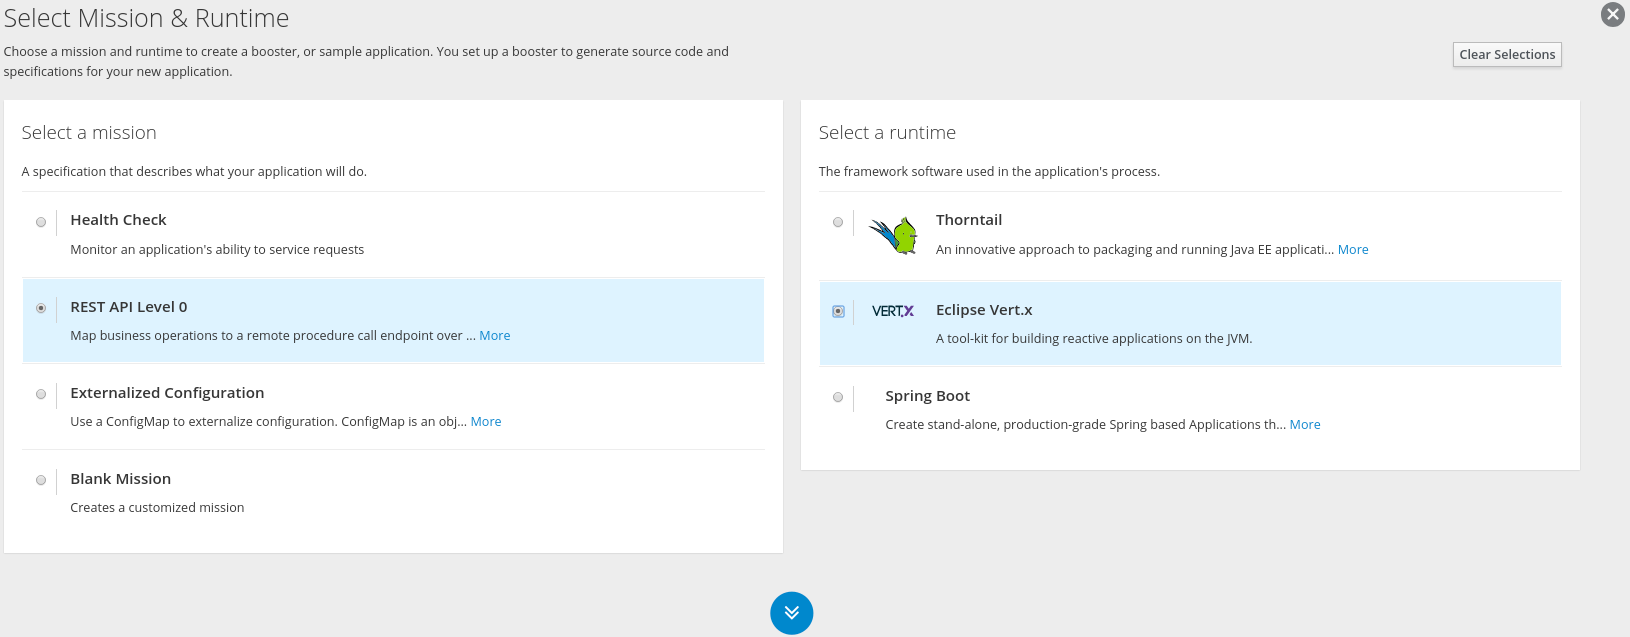 Select Mission & Runtime
Choose a mission and runtime to create a booster, or sample application. You set up a booster to generate source code and
specifications for your new application.
Clear Selections
Select a mission
A specification that describes what your application will do.
Health Check
Monitor an application's ability to service requests
REST API Level 0
Map business operations to a remote procedure call endpoint over ... More
Externalized Configuration
Use a ConfigMap to externalize configuration. ConfigMap is an obj... More
Blank Mission
Creates a customized mission
Select a runtime
The framework software used in the application's process.
Thorntail
An innovative approach to packaging and running Java EE applicati... More
VERT.X
Eclipse Vert.x
A tool-kit for building reactive applications on the JVM.
Spring Boot
Create stand-alone, production-grade Spring based Applications th... More